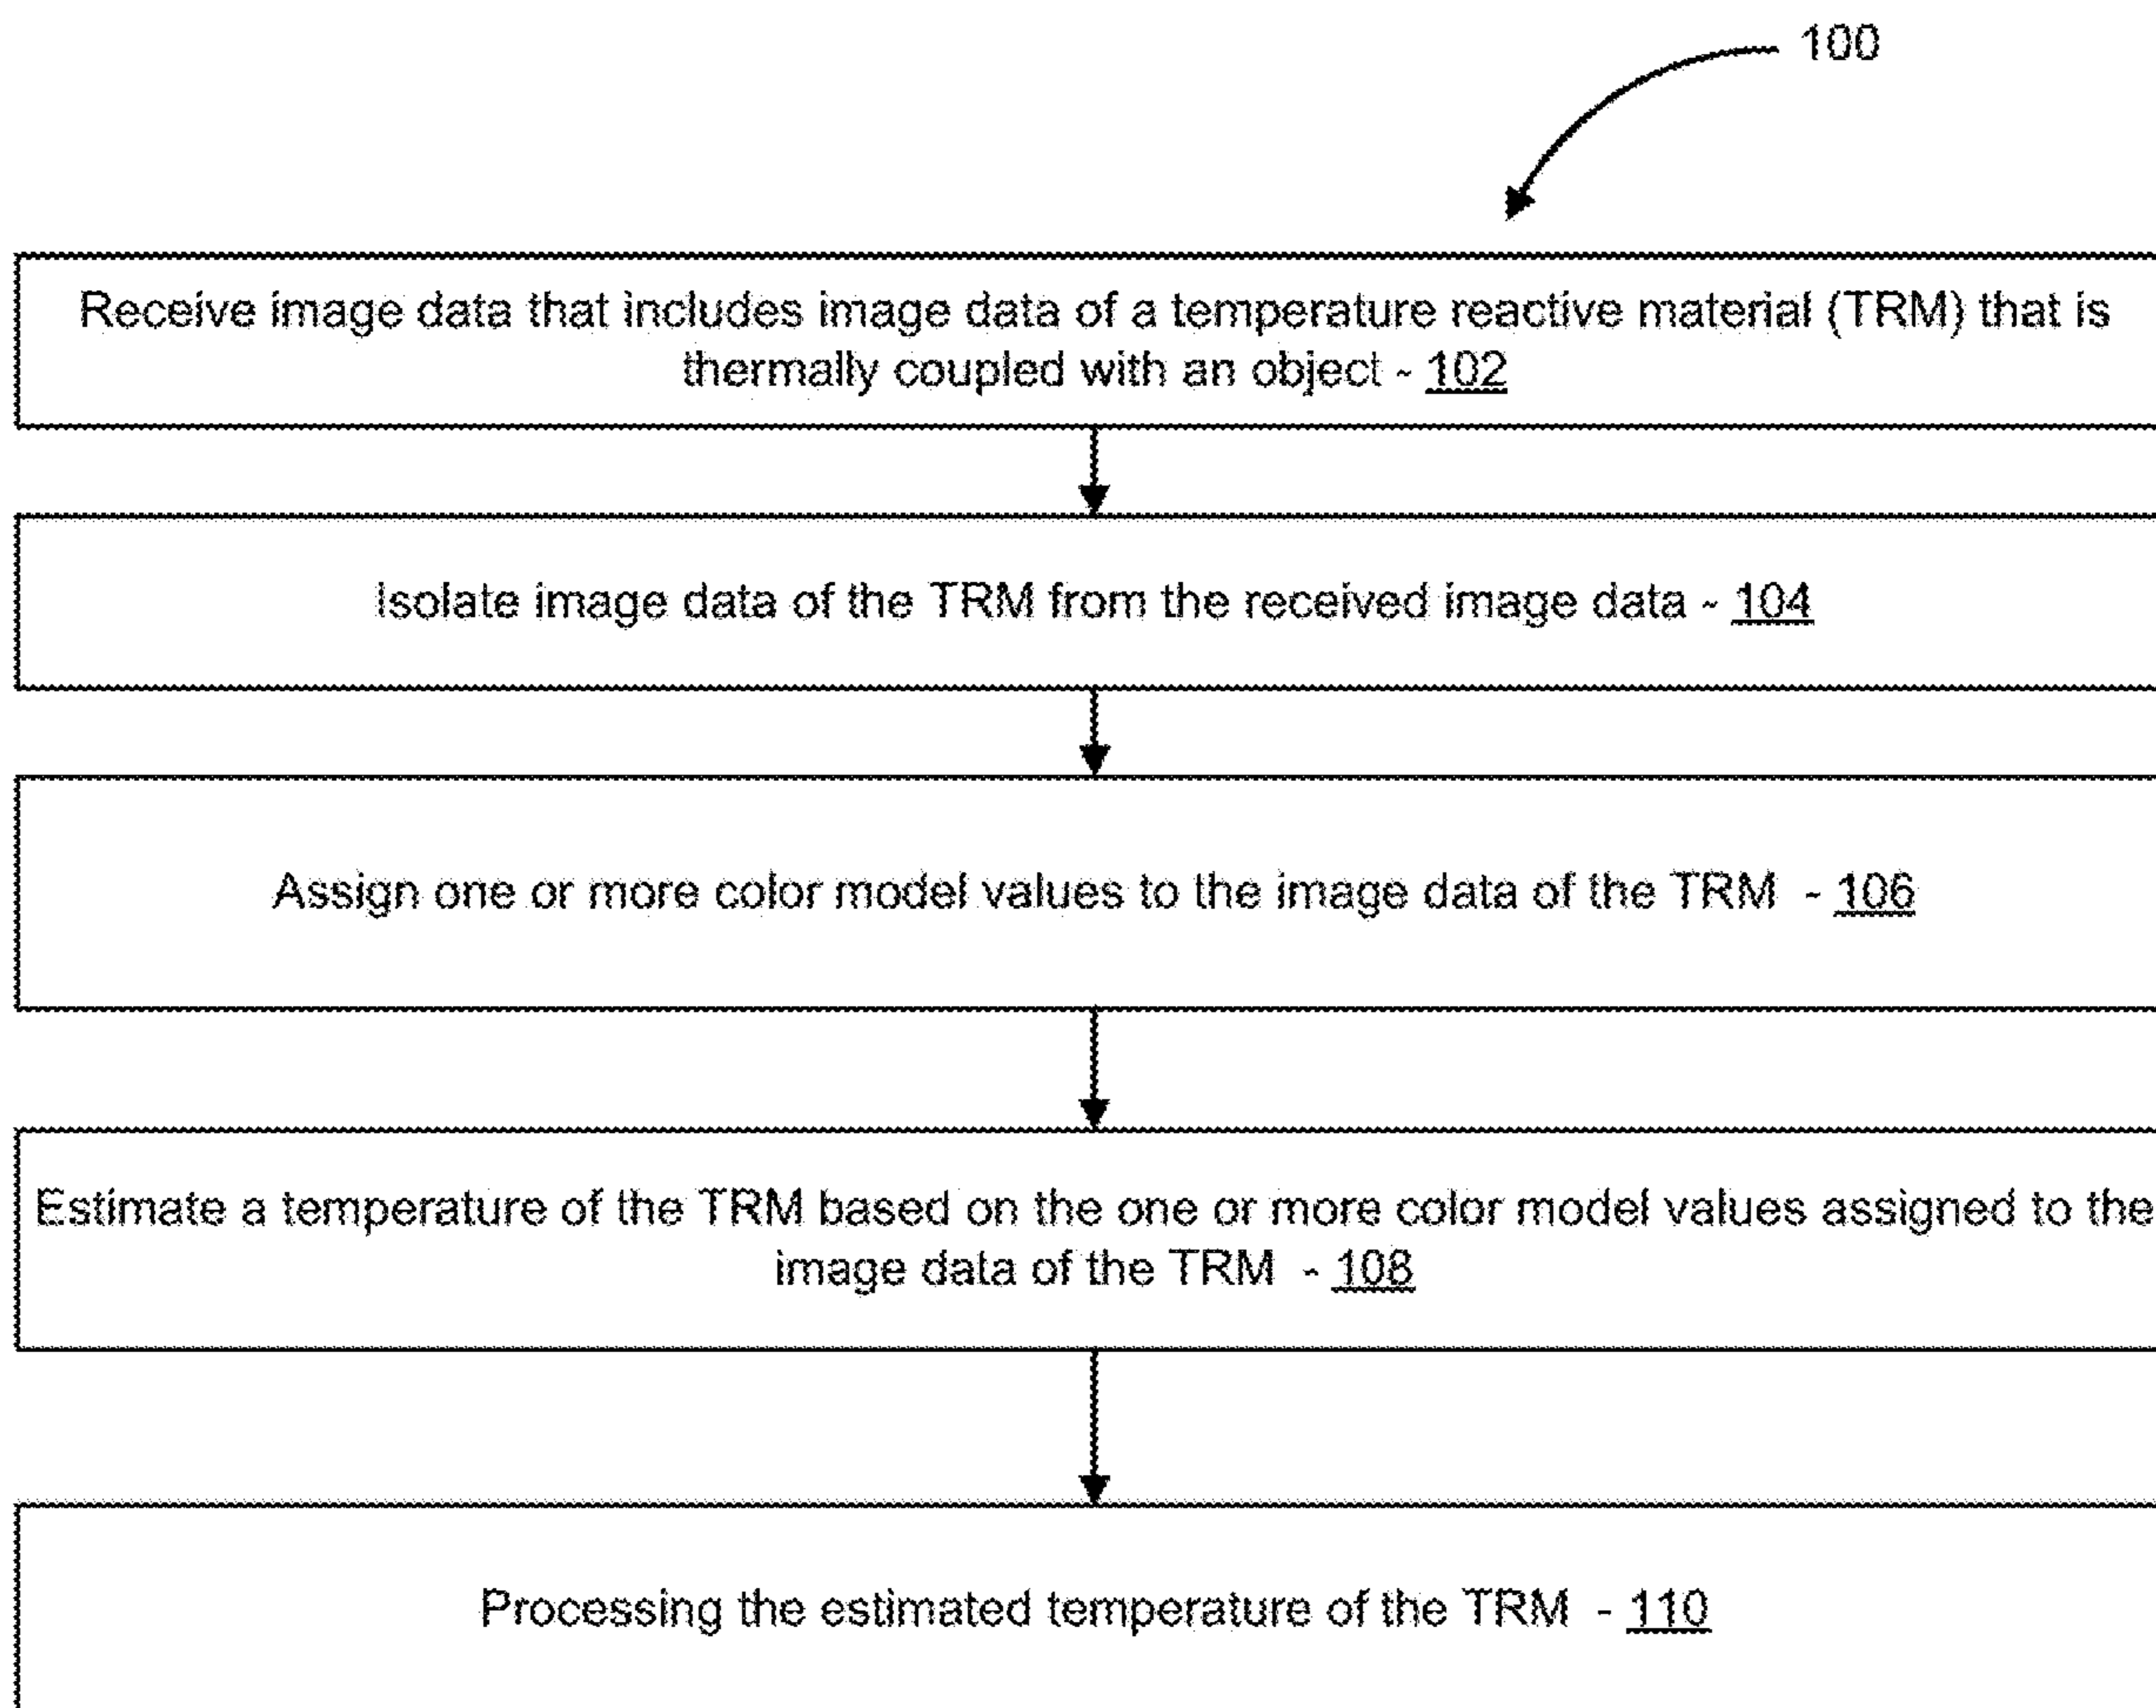 100
Receive image data that includes image data of a temperature reactive material (TRM) that is
thermally coupled with an object - 102
Isolate image data of the TRM from the received image data - 104
Assign one or more color model values to the image data of the TRM - 106
Estimate a temperature of the TRM based on the one or more color model values assigned to the
image data of the TRM - 108
Processing the estimated temperature of the TRM - 110